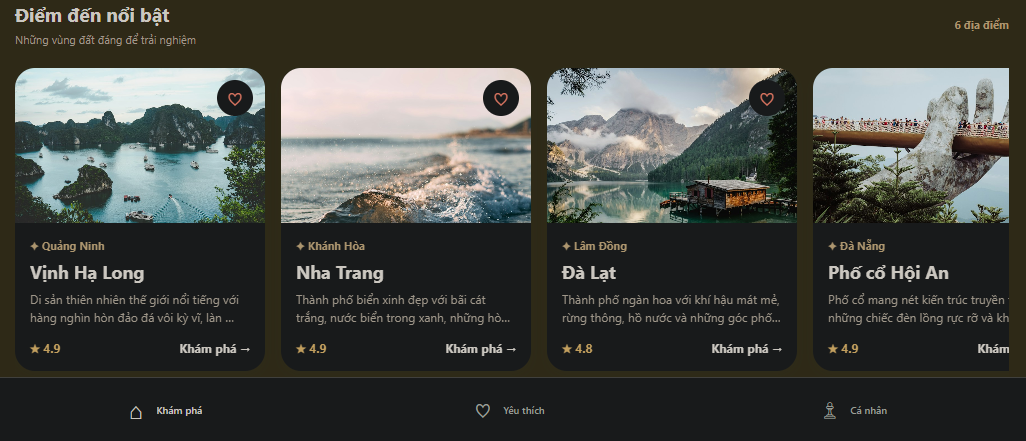 Điểm đến nổi bật
6 địa điểm
Những vùng đất đáng để trải nghiệm
✦ Quảng Ninh
Vịnh Hạ Long
Di sản thiên nhiên thế giới nổi tiếng với
hàng nghìn hòn đảo đá vôi kỳ vĩ, làn ...
★ 4.9
Khám phá →
✦ Khánh Hòa
Nha Trang
Thành phố biển xinh đẹp với bãi cát
trắng, nước biển trong xanh, những hò...
★ 4.9
Khám phá →
✦ Lâm Đồng
Đà Lạt
Thành phố ngàn hoa với khí hậu mát mẻ,
rừng thông, hồ nước và những góc phố...
★ 4.8
Khám phá →
✦ Đà Nẵng
Phố cổ Hội An
Phố cổ mang nét kiến trúc truyền
những chiếc đèn lồng rực rỡ và
★ 4.9
Khám
Khám phá
Yêu thích
Cá nhân